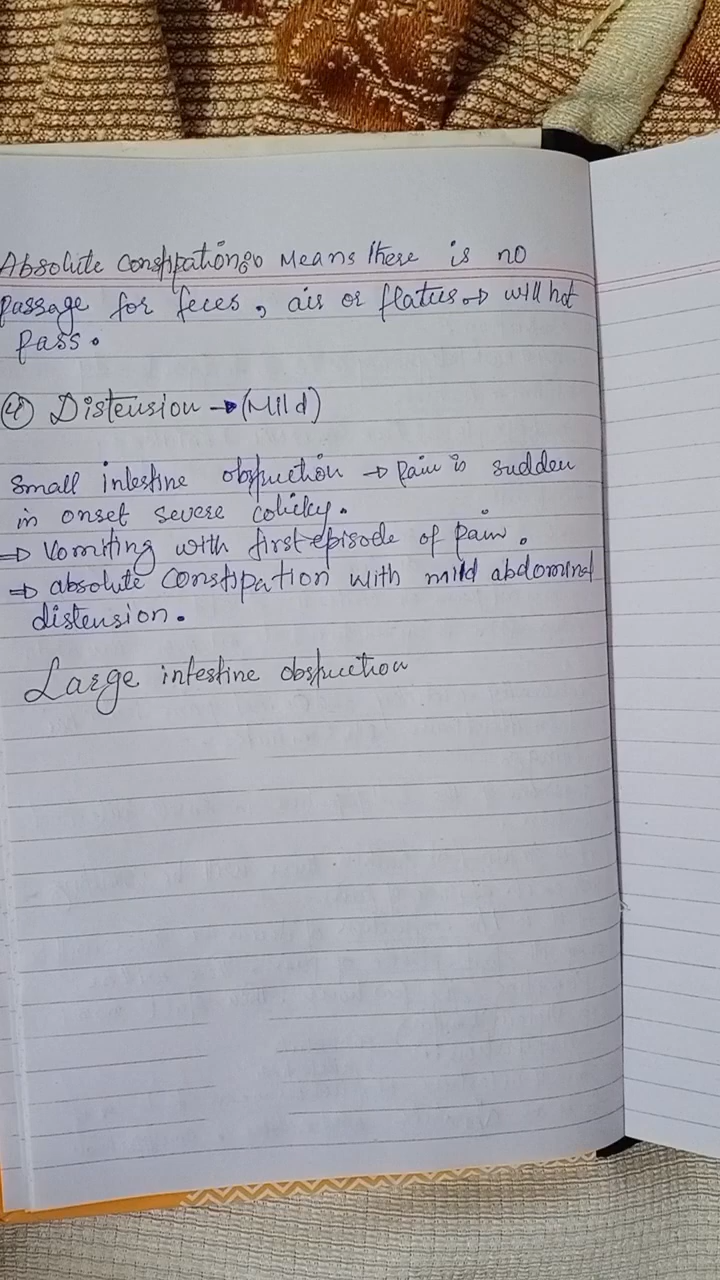 Absolute constipation:- Means there is no
passage for feces, air or flatus → will not
pass.
④ Distension → (Mild)
Small intestine obstruction → pain is sudden
in onset severe colicky.
⇒ Vomiting with first episode of pain.
⇒ absolute constipation with mild abdominal
distension.
Large intestine obstruction